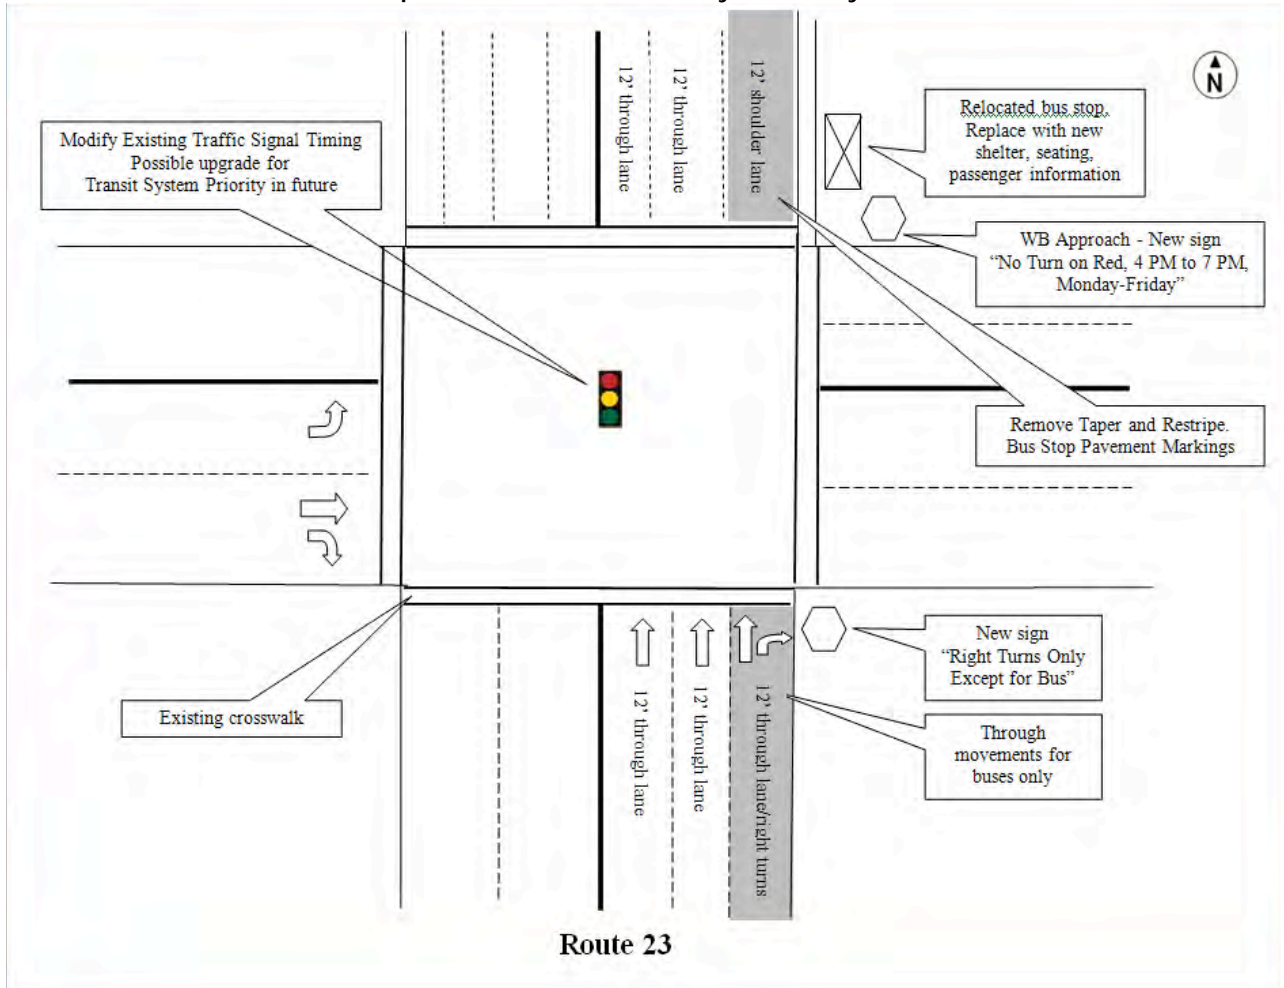 N
Relocated bus stop.
Replace with new
shelter, seating,
passenger information
Modify Existing Traffic Signal Timing
Possible upgrade for
Transit System Priority in future
12’ through lane
12’ through lane
12’ shoulder lane
WB Approach - New sign
“No Turn on Red, 4 PM to 7 PM,
Monday-Friday”
Remove Taper and Restripe.
Bus Stop Pavement Markings
New sign
“Right Turns Only
Except for Bus”
Existing crosswalk
12’ through lane
12’ through lane
12’ through lane/right turns
Through
movements for
buses only
Route 23